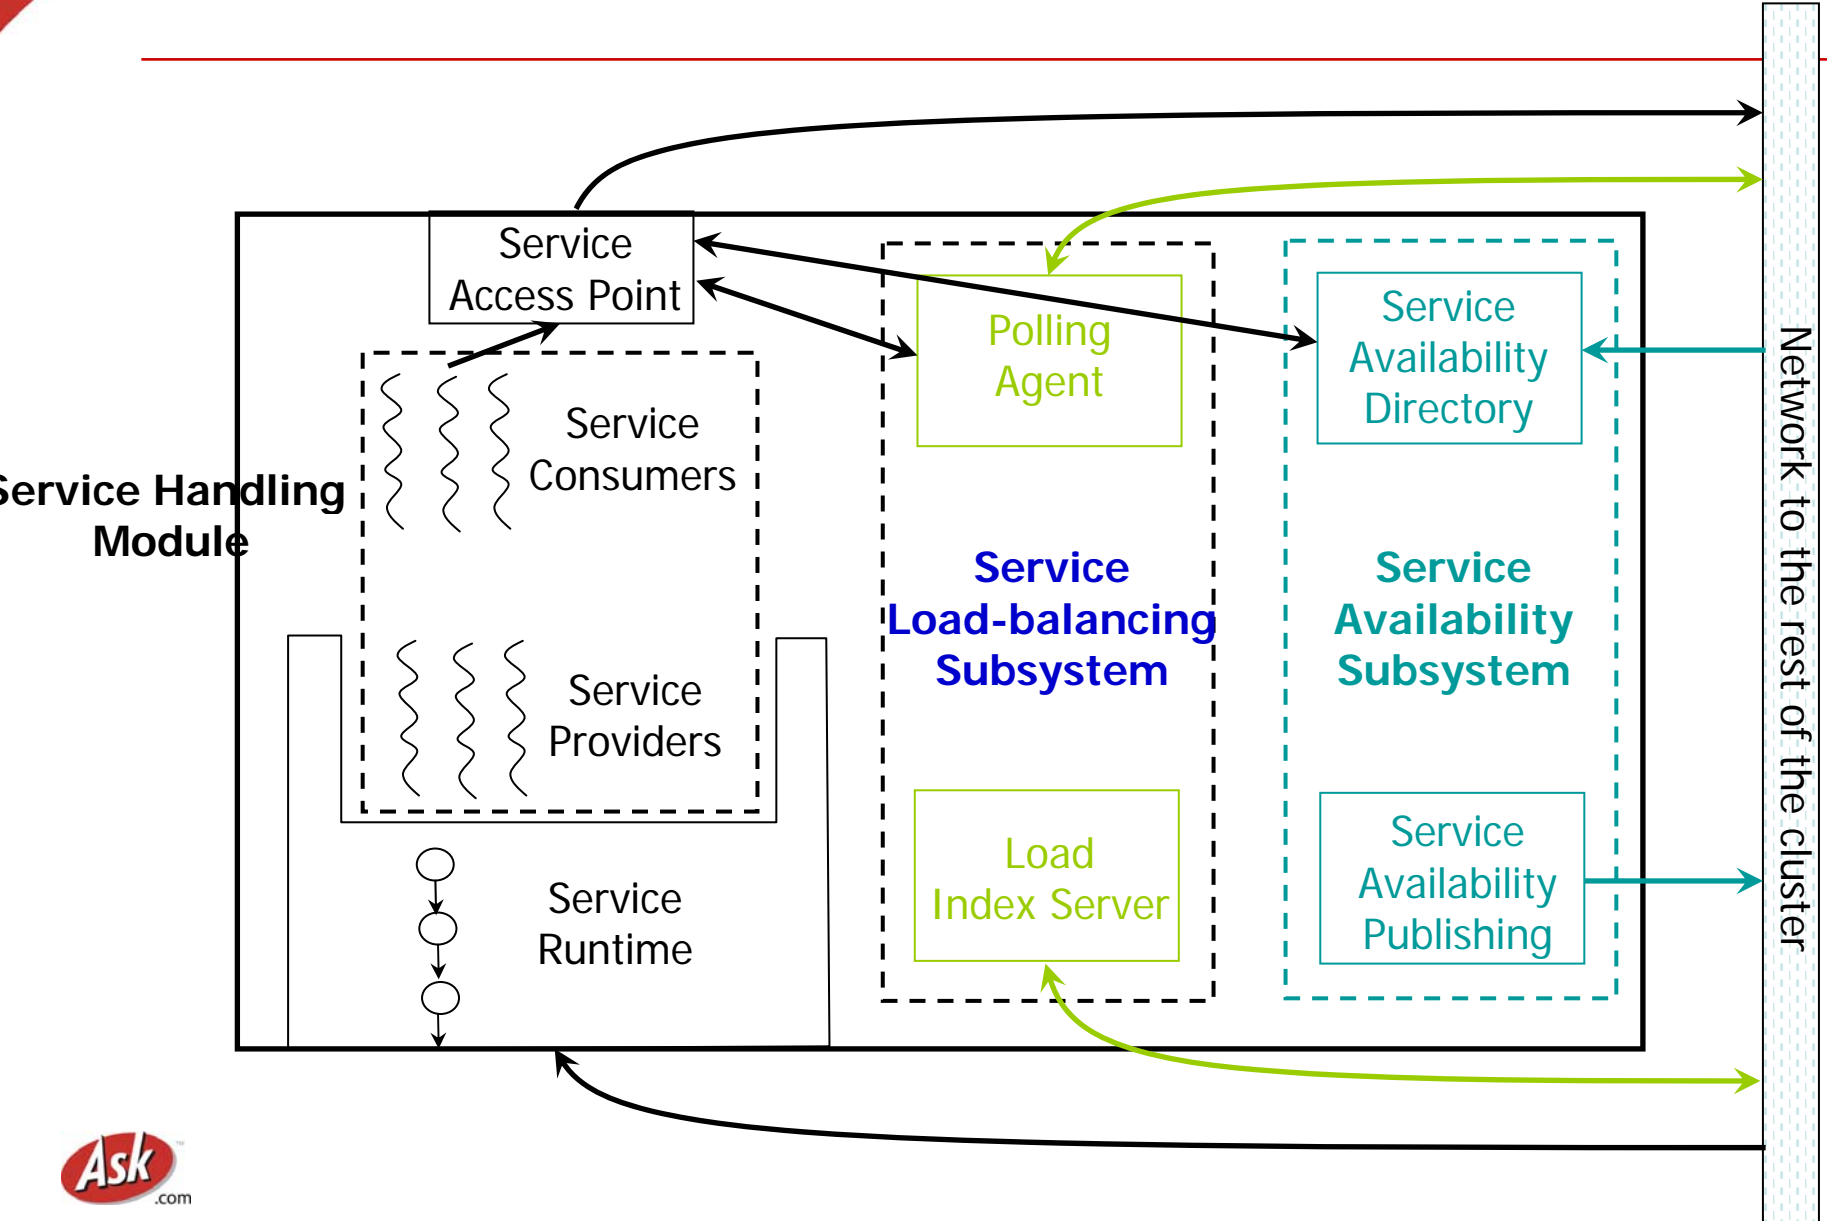 Service
Access Point
Service
Consumers
Service Handling
Module
Service
Providers
Service
Runtime
Polling
Agent
Service
Load-balancing
Subsystem
Load
Index Server
Service
Availability
Directory
Service
Availability
Subsystem
Service
Availability
Publishing
Network to the rest of the cluster
Ask
.com